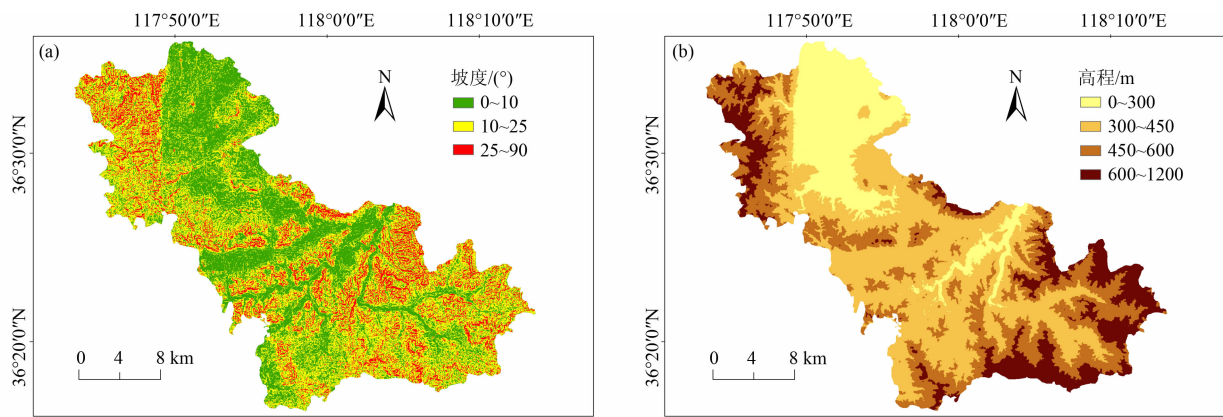 117°50″00″E
118°0′0″E
118°10′0″E
(a)
N
坡度/(°)
0~10
10~25
25~90
36°30′0″N
36°20′0″N
0 4 8 km
117°50′0″E
118°0′0″E
118°10′0″E
(b)
N
高程/m
0~300
300~450
450~600
600~1200
36°30′0″N
36°20′0″N
0 4 8 km